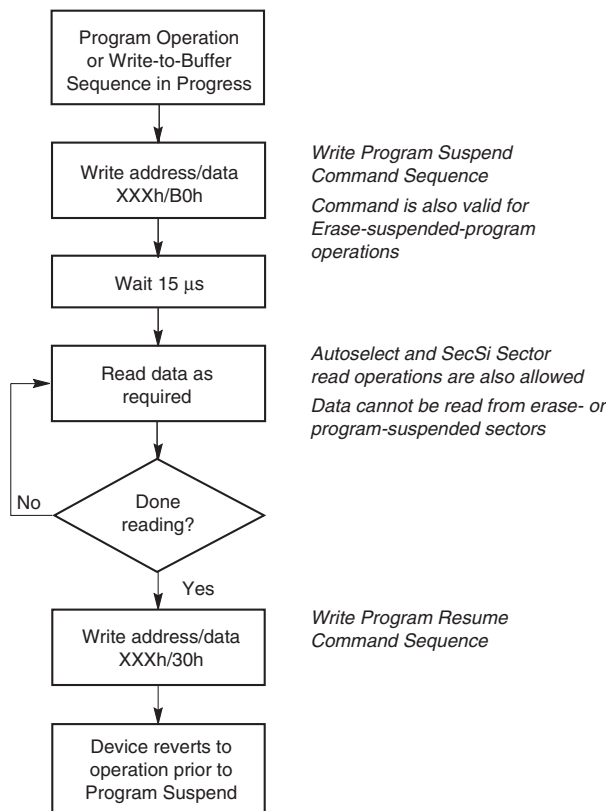 Program Operation
or Write-to-Buffer
Sequence in Progress
Write address/data
XXXh/B0h
Write Program Suspend
Command Sequence
Command is also valid for
Erase-suspended-program
operations
Wait 15 μs
Read data as
required
Autoselect and SecSi Sector
read operations are also allowed
Data cannot be read from erase- or
program-suspended sectors
No
Done
reading?
Yes
Write address/data
XXXh/30h
Write Program Resume
Command Sequence
Device reverts to
operation prior to
Program Suspend